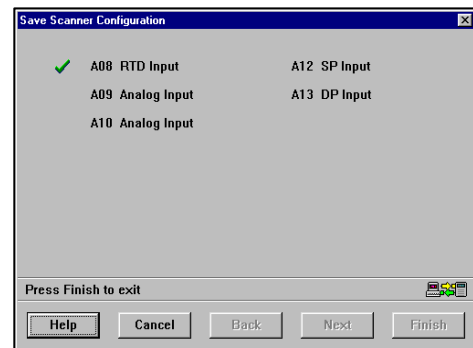 Save Scanner Configuration
A08 RTD Input
A09 Analog Input
A10 Analog Input
A12 SP Input
A13 DP Input
Press Finish to exit
Help Cancel Back Next Finish